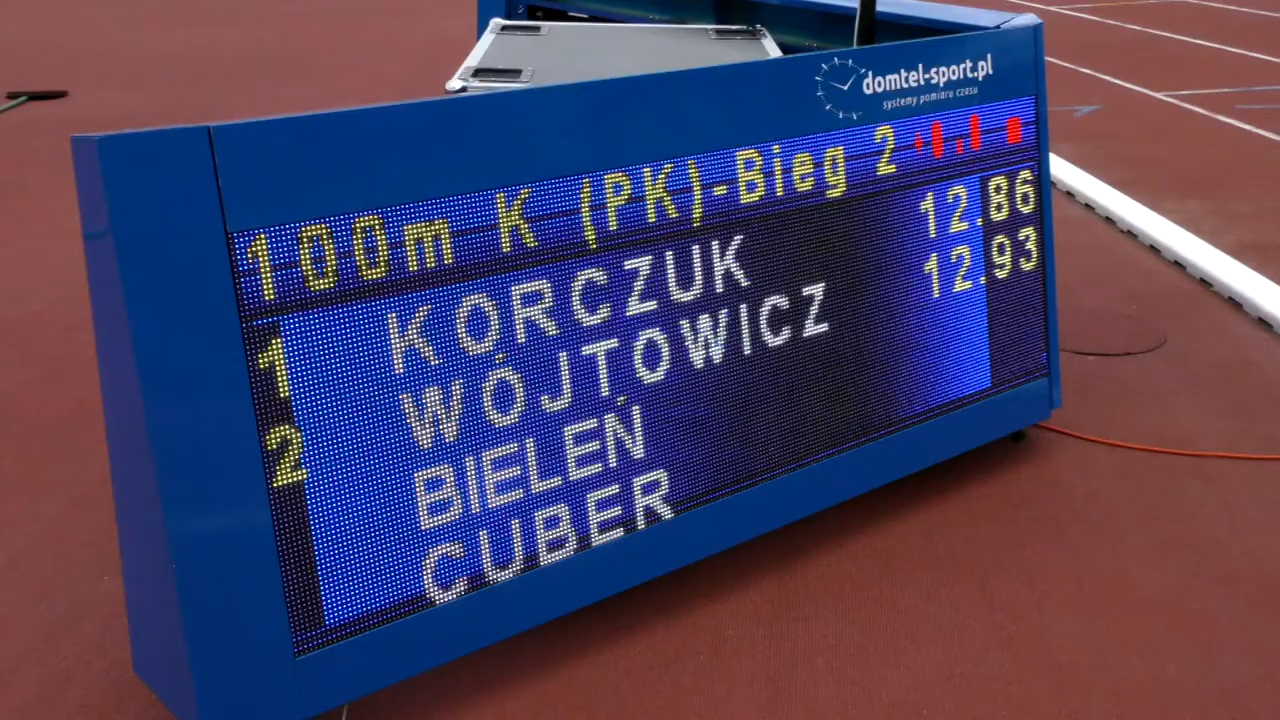 domtel-sport.pl
systemy pomiaru czasu
100m K (PK)-Bieg 2
1 KORCZUK 12.86
2 WÓJTOWICZ 12.93
BIELEŃ
CUBER